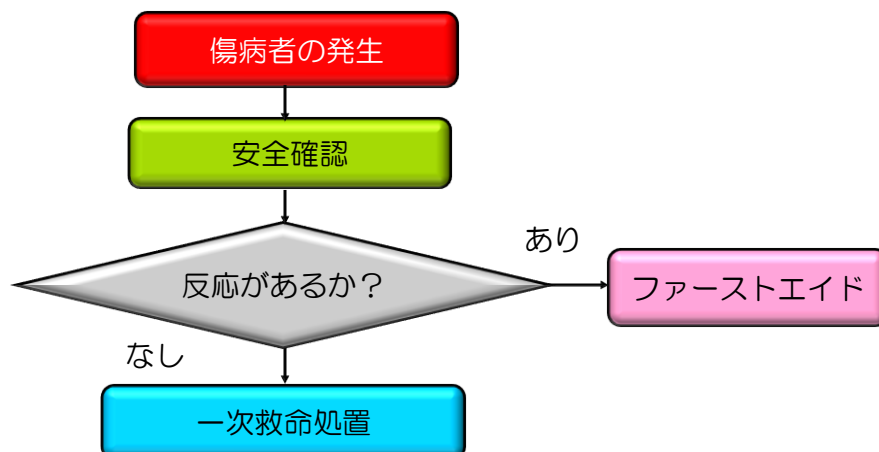 傷病者の発生
安全確認
反応があるか？
あり
ファーストエイド
なし
一次救命処置